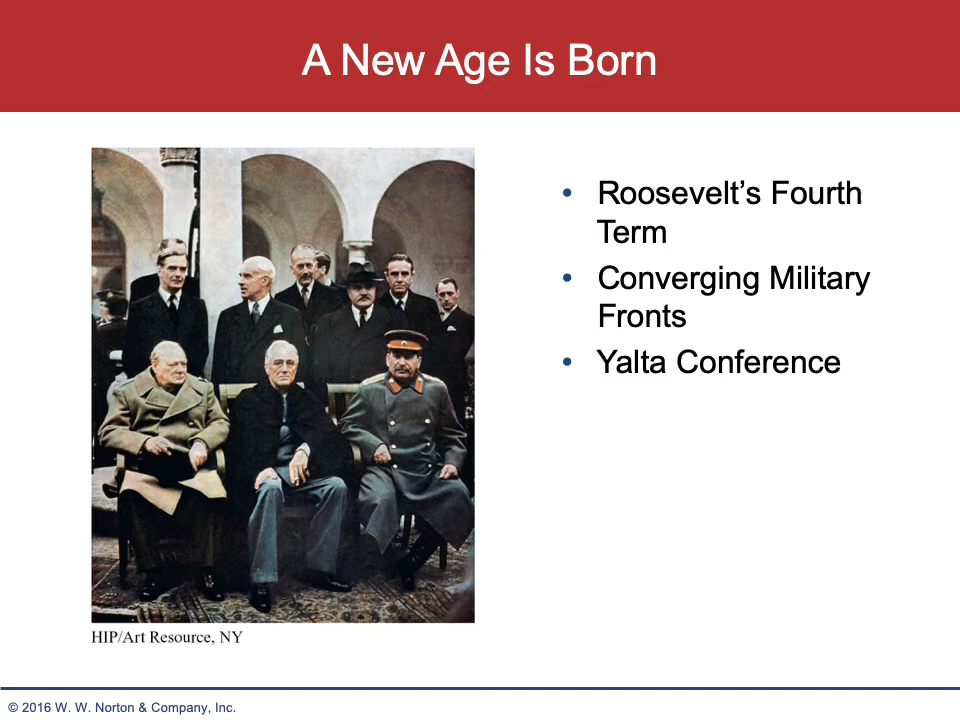 A New Age Is Born
• Roosevelt’s Fourth
Term
• Converging Military
Fronts
• Yalta Conference
HIP/Art Resource, NY
© 2016 W. W. Norton & Company, Inc.